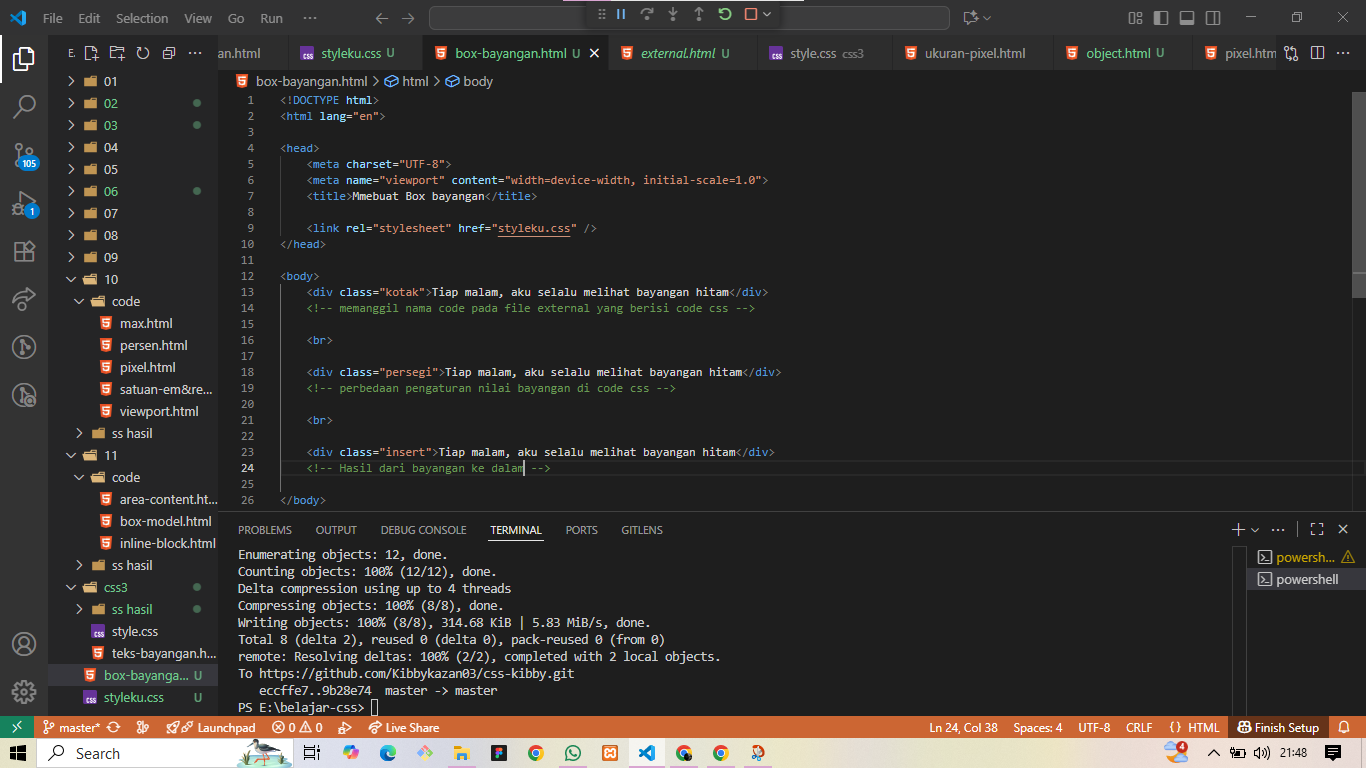 File Edit Selection View Go Run ···
E. ···
an.html
styleku.css U
box-bayangan.html U
external.html U
style.css css3
ukuran-pixel.html
object.html U
pixel.htm
box-bayangan.html > html > body
01
02
03
04
05
06
07
08
09
10
code
max.html
persen.html
pixel.html
satuan-em&re...
viewport.html
ss hasil
11
code
area-content.ht...
box-model.html
inline-block.html
ss hasil
css3
ss hasil
style.css
teks-bayangan.h...
box-bayanga... U
styleku.css U
105
1
1 <!DOCTYPE html>
2 <html lang="en">
3
4 <head>
5 <meta charset="UTF-8">
6 <meta name="viewport" content="width=device-width, initial-scale=1.0">
7 <title>Mmebuat Box bayangan</title>
8
9 <link rel="stylesheet" href="styleku.css" />
10 </head>
11
12 <body>
13 <div class="kotak">Tiap malam, aku selalu melihat bayangan hitam</div>
14 <!-- memanggil nama code pada file external yang berisi code css -->
15
16 <br>
17
18 <div class="persegi">Tiap malam, aku selalu melihat bayangan hitam</div>
19 <!-- perbedaan pengaturan nilai bayangan di code css -->
20
21 <br>
22
23 <div class="insert">Tiap malam, aku selalu melihat bayangan hitam</div>
24 <!-- Hasil dari bayangan ke dalam -->
25
26 </body>
PROBLEMS OUTPUT DEBUG CONSOLE TERMINAL PORTS GITLENS
Enumerating objects: 12, done.
Counting objects: 100% (12/12), done.
Delta compression using up to 4 threads
Compressing objects: 100% (8/8), done.
Writing objects: 100% (8/8), 314.68 KiB | 5.83 MiB/s, done.
Total 8 (delta 2), reused 0 (delta 0), pack-reused 0 (from 0)
remote: Resolving deltas: 100% (2/2), completed with 2 local objects.
To https://github.com/Kibbykazan03/css-kibby.git
eccffe7..9b28e74 master -> master
PS E:\belajar-css>
powersh...
powershell
master* Launchpad 0 0 Live Share Ln 24, Col 38 Spaces: 4 UTF-8 CRLF {} HTML Finish Setup
Search 4 21:48